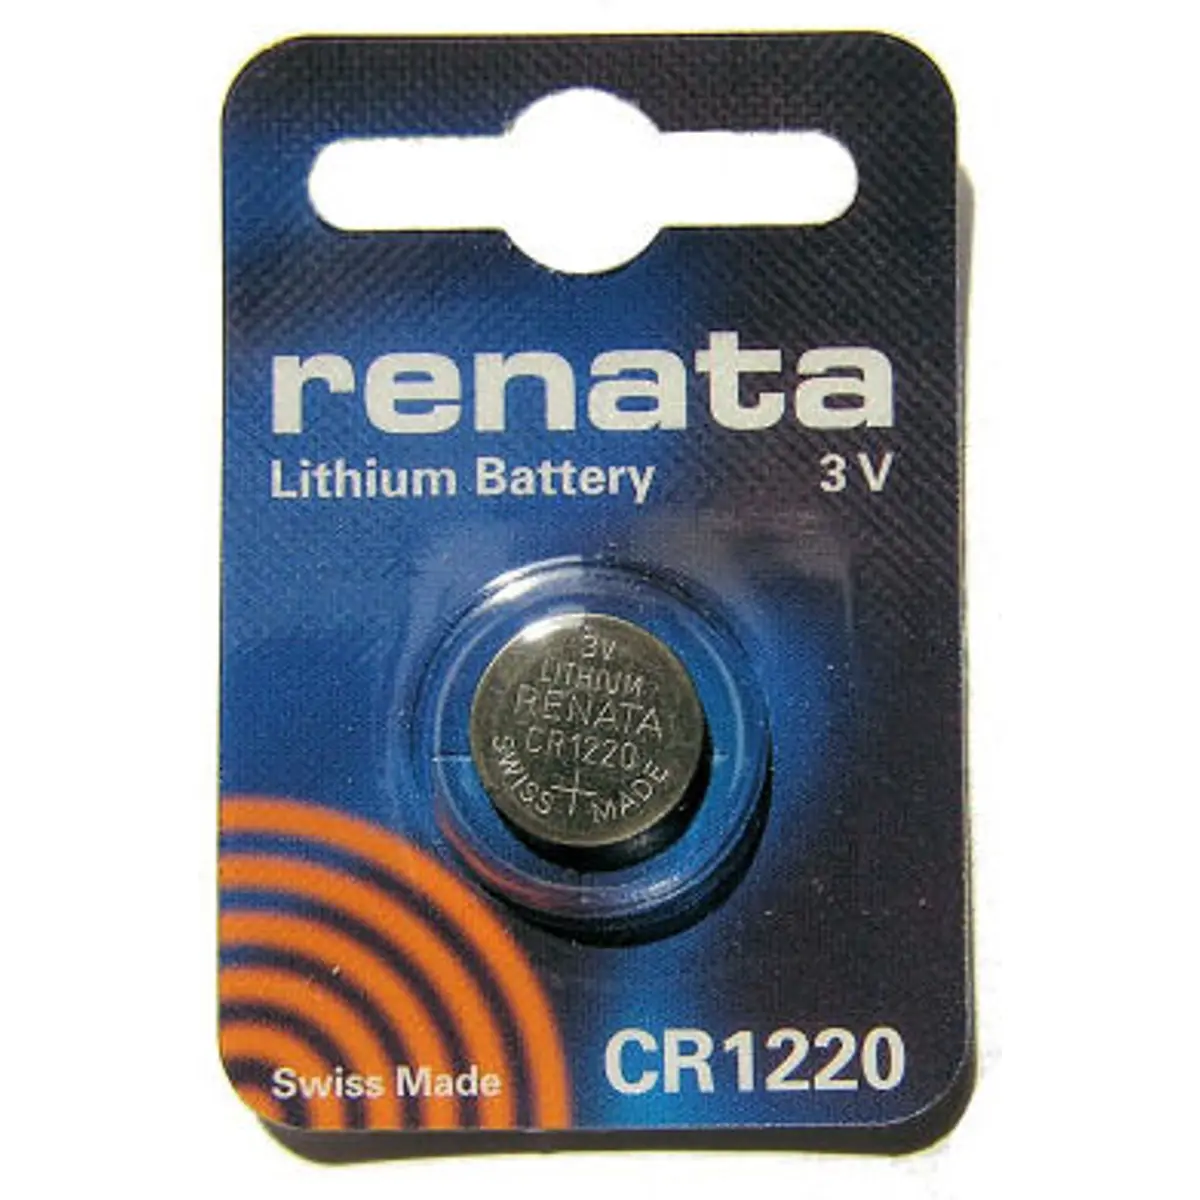 renata
Lithium Battery 3 V
3V
LITHIUM
RENATA
CR1220
+
SWISS MADE
Swiss Made CR1220